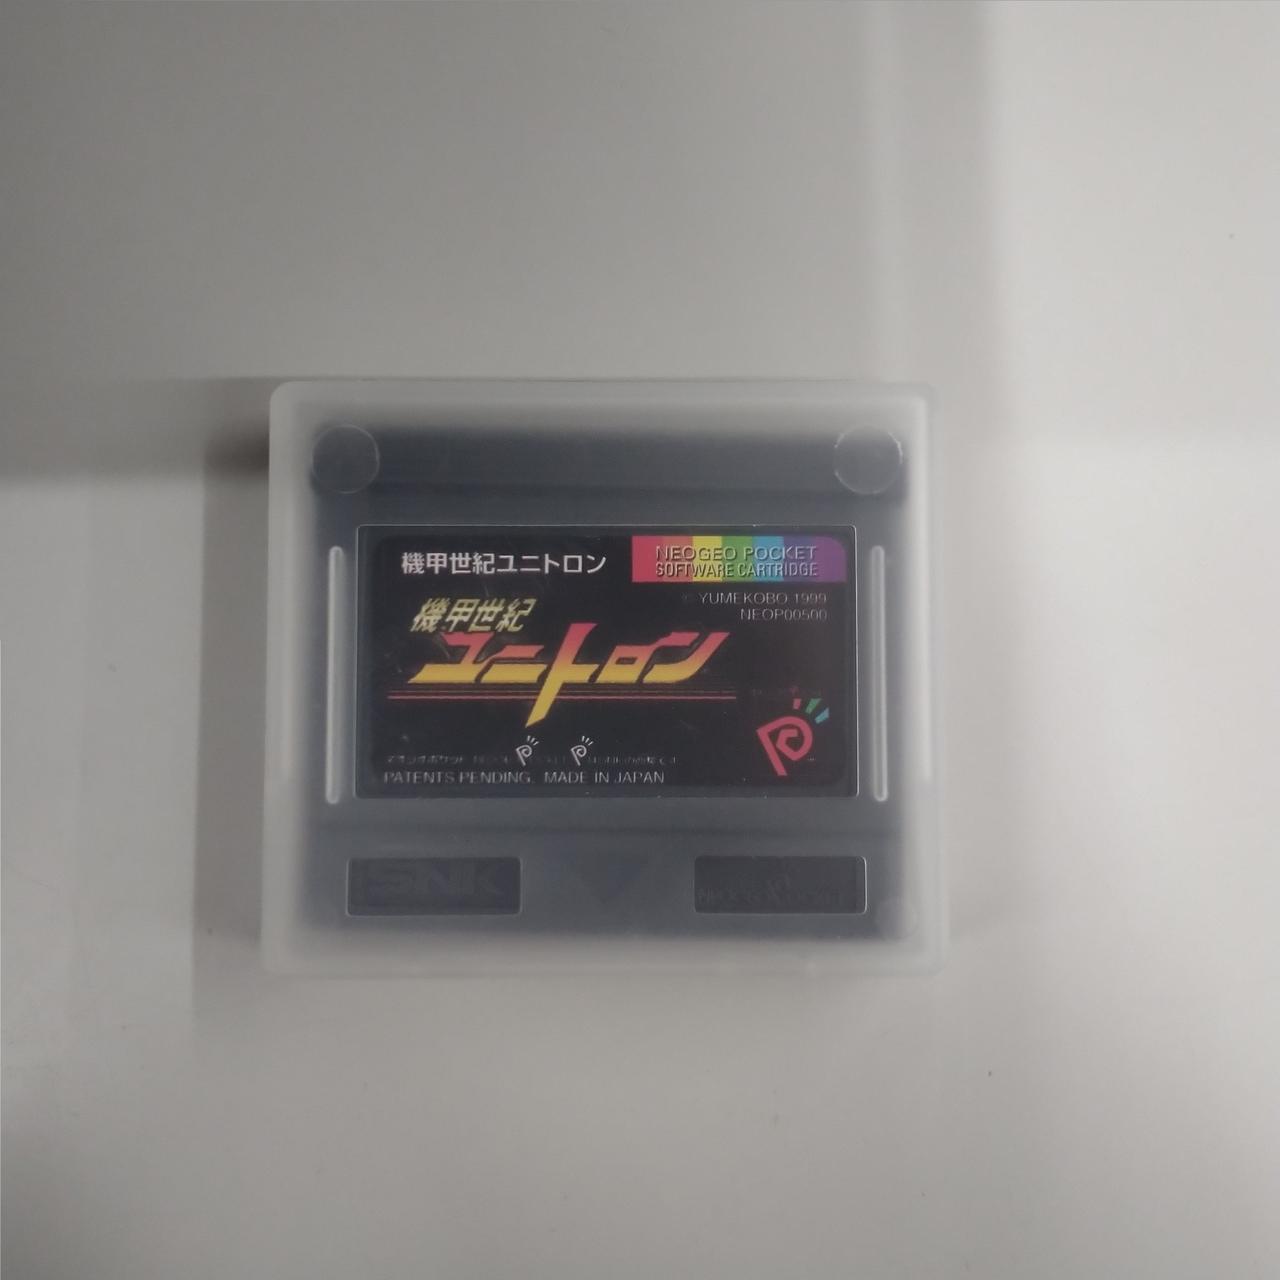 機甲世紀ユニトロン
NEOGEO POCKET
SOFTWARE CARTRIDGE
© YUMEKOBO 1999
NEOP00500
機甲世紀
ユニトロン
PATENTS PENDING. MADE IN JAPAN
SNK